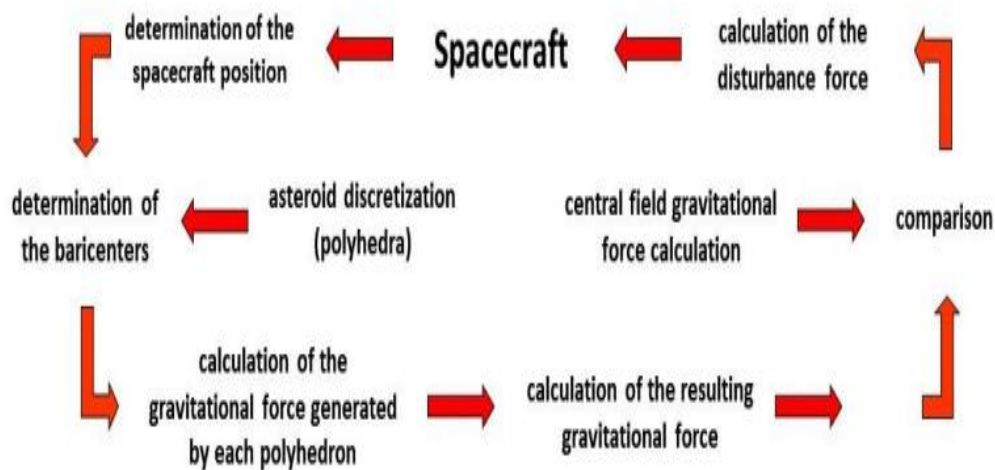 determination of the
spacecraft position
Spacecraft
calculation of the
disturbance force
determination of
the baricenters
asteroid discretization
(polyhedra)
central field gravitational
force calculation
comparison
calculation of the
gravitational force generated
by each polyhedron
calculation of the resulting
gravitational force